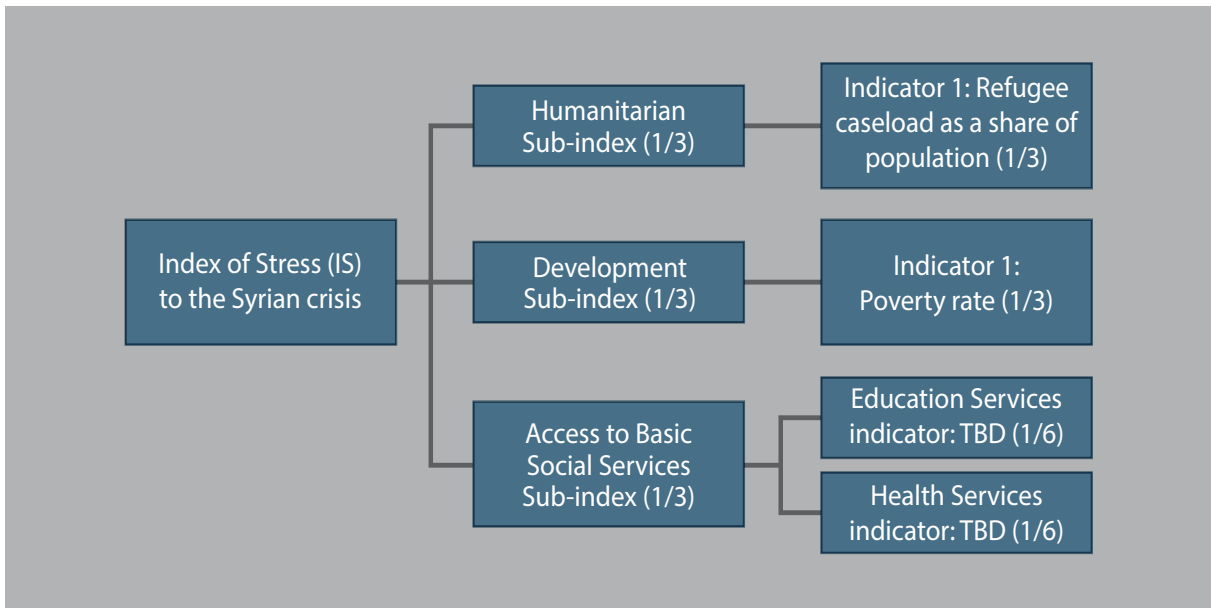 Index of Stress (IS)
to the Syrian crisis
Humanitarian
Sub-index (1/3)
Indicator 1: Refugee
caseload as a share of
population (1/3)
Development
Sub-index (1/3)
Indicator 1:
Poverty rate (1/3)
Access to Basic
Social Services
Sub-index (1/3)
Education Services
indicator: TBD (1/6)
Health Services
indicator: TBD (1/6)